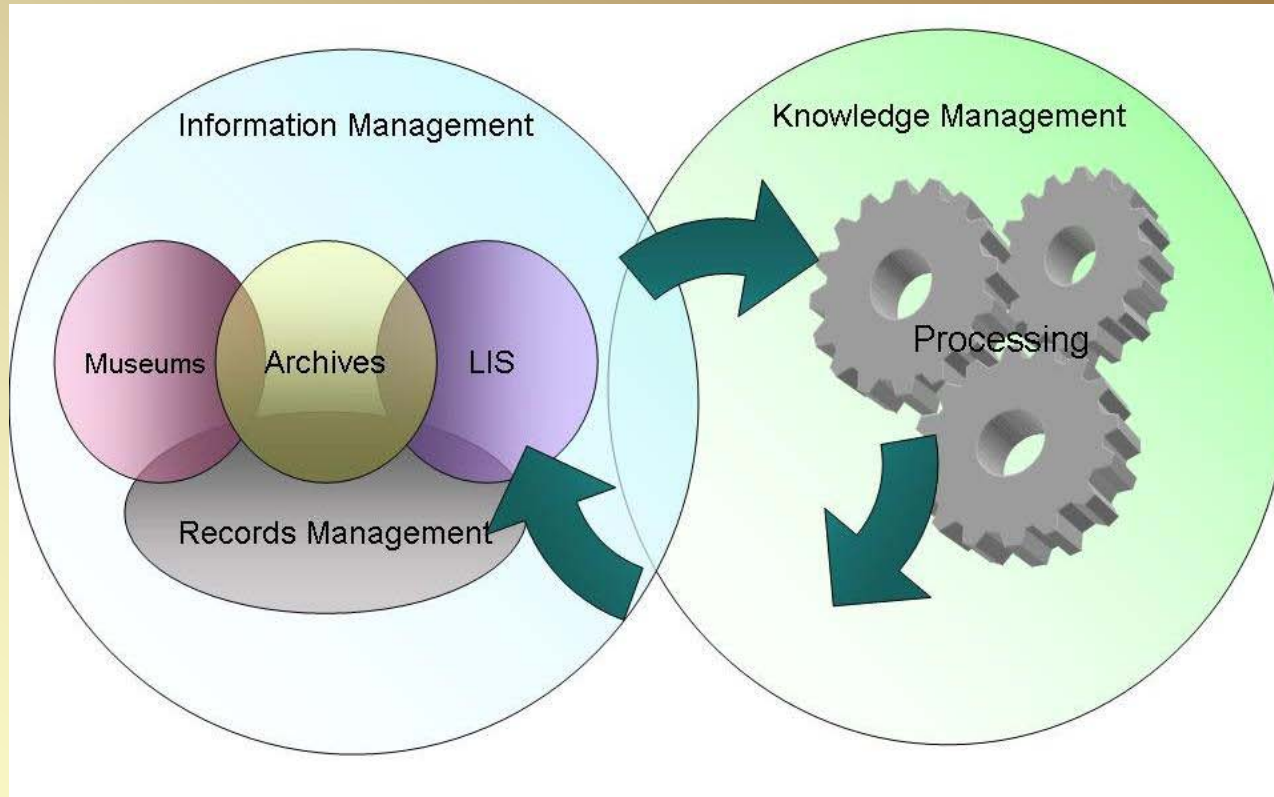 Information Management
Knowledge Management
Museums
Archives
LIS
Processing
Records Management